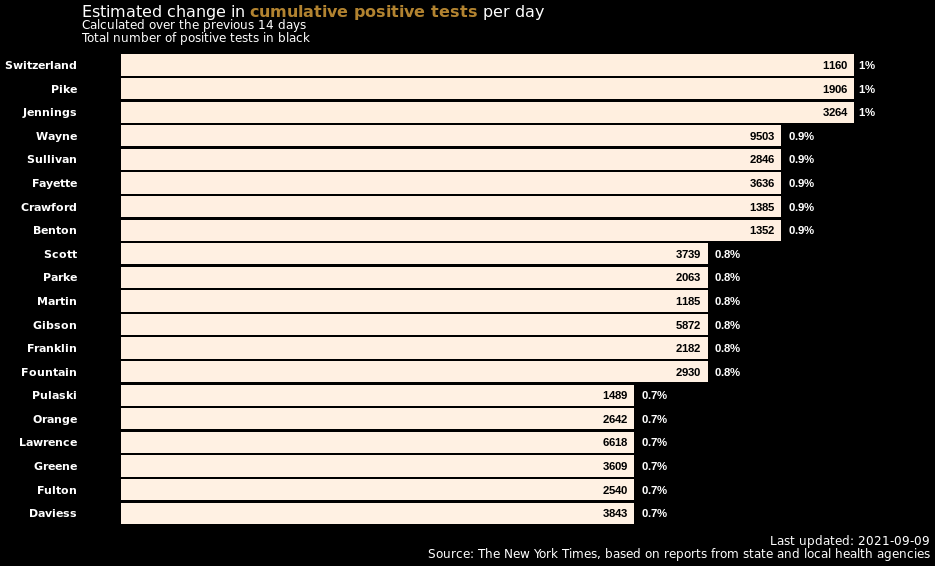 Estimated change in cumulative positive tests per day
Calculated over the previous 14 days
Total number of positive tests in black
Switzerland 1160 1%
Pike 1906 1%
Jennings 3264 1%
Wayne 9503 0.9%
Sullivan 2846 0.9%
Fayette 3636 0.9%
Crawford 1385 0.9%
Benton 1352 0.9%
Scott 3739 0.8%
Parke 2063 0.8%
Martin 1185 0.8%
Gibson 5872 0.8%
Franklin 2182 0.8%
Fountain 2930 0.8%
Pulaski 1489 0.7%
Orange 2642 0.7%
Lawrence 6618 0.7%
Greene 3609 0.7%
Fulton 2540 0.7%
Daviess 3843 0.7%
Last updated: 2021-09-09
Source: The New York Times, based on reports from state and local health agencies